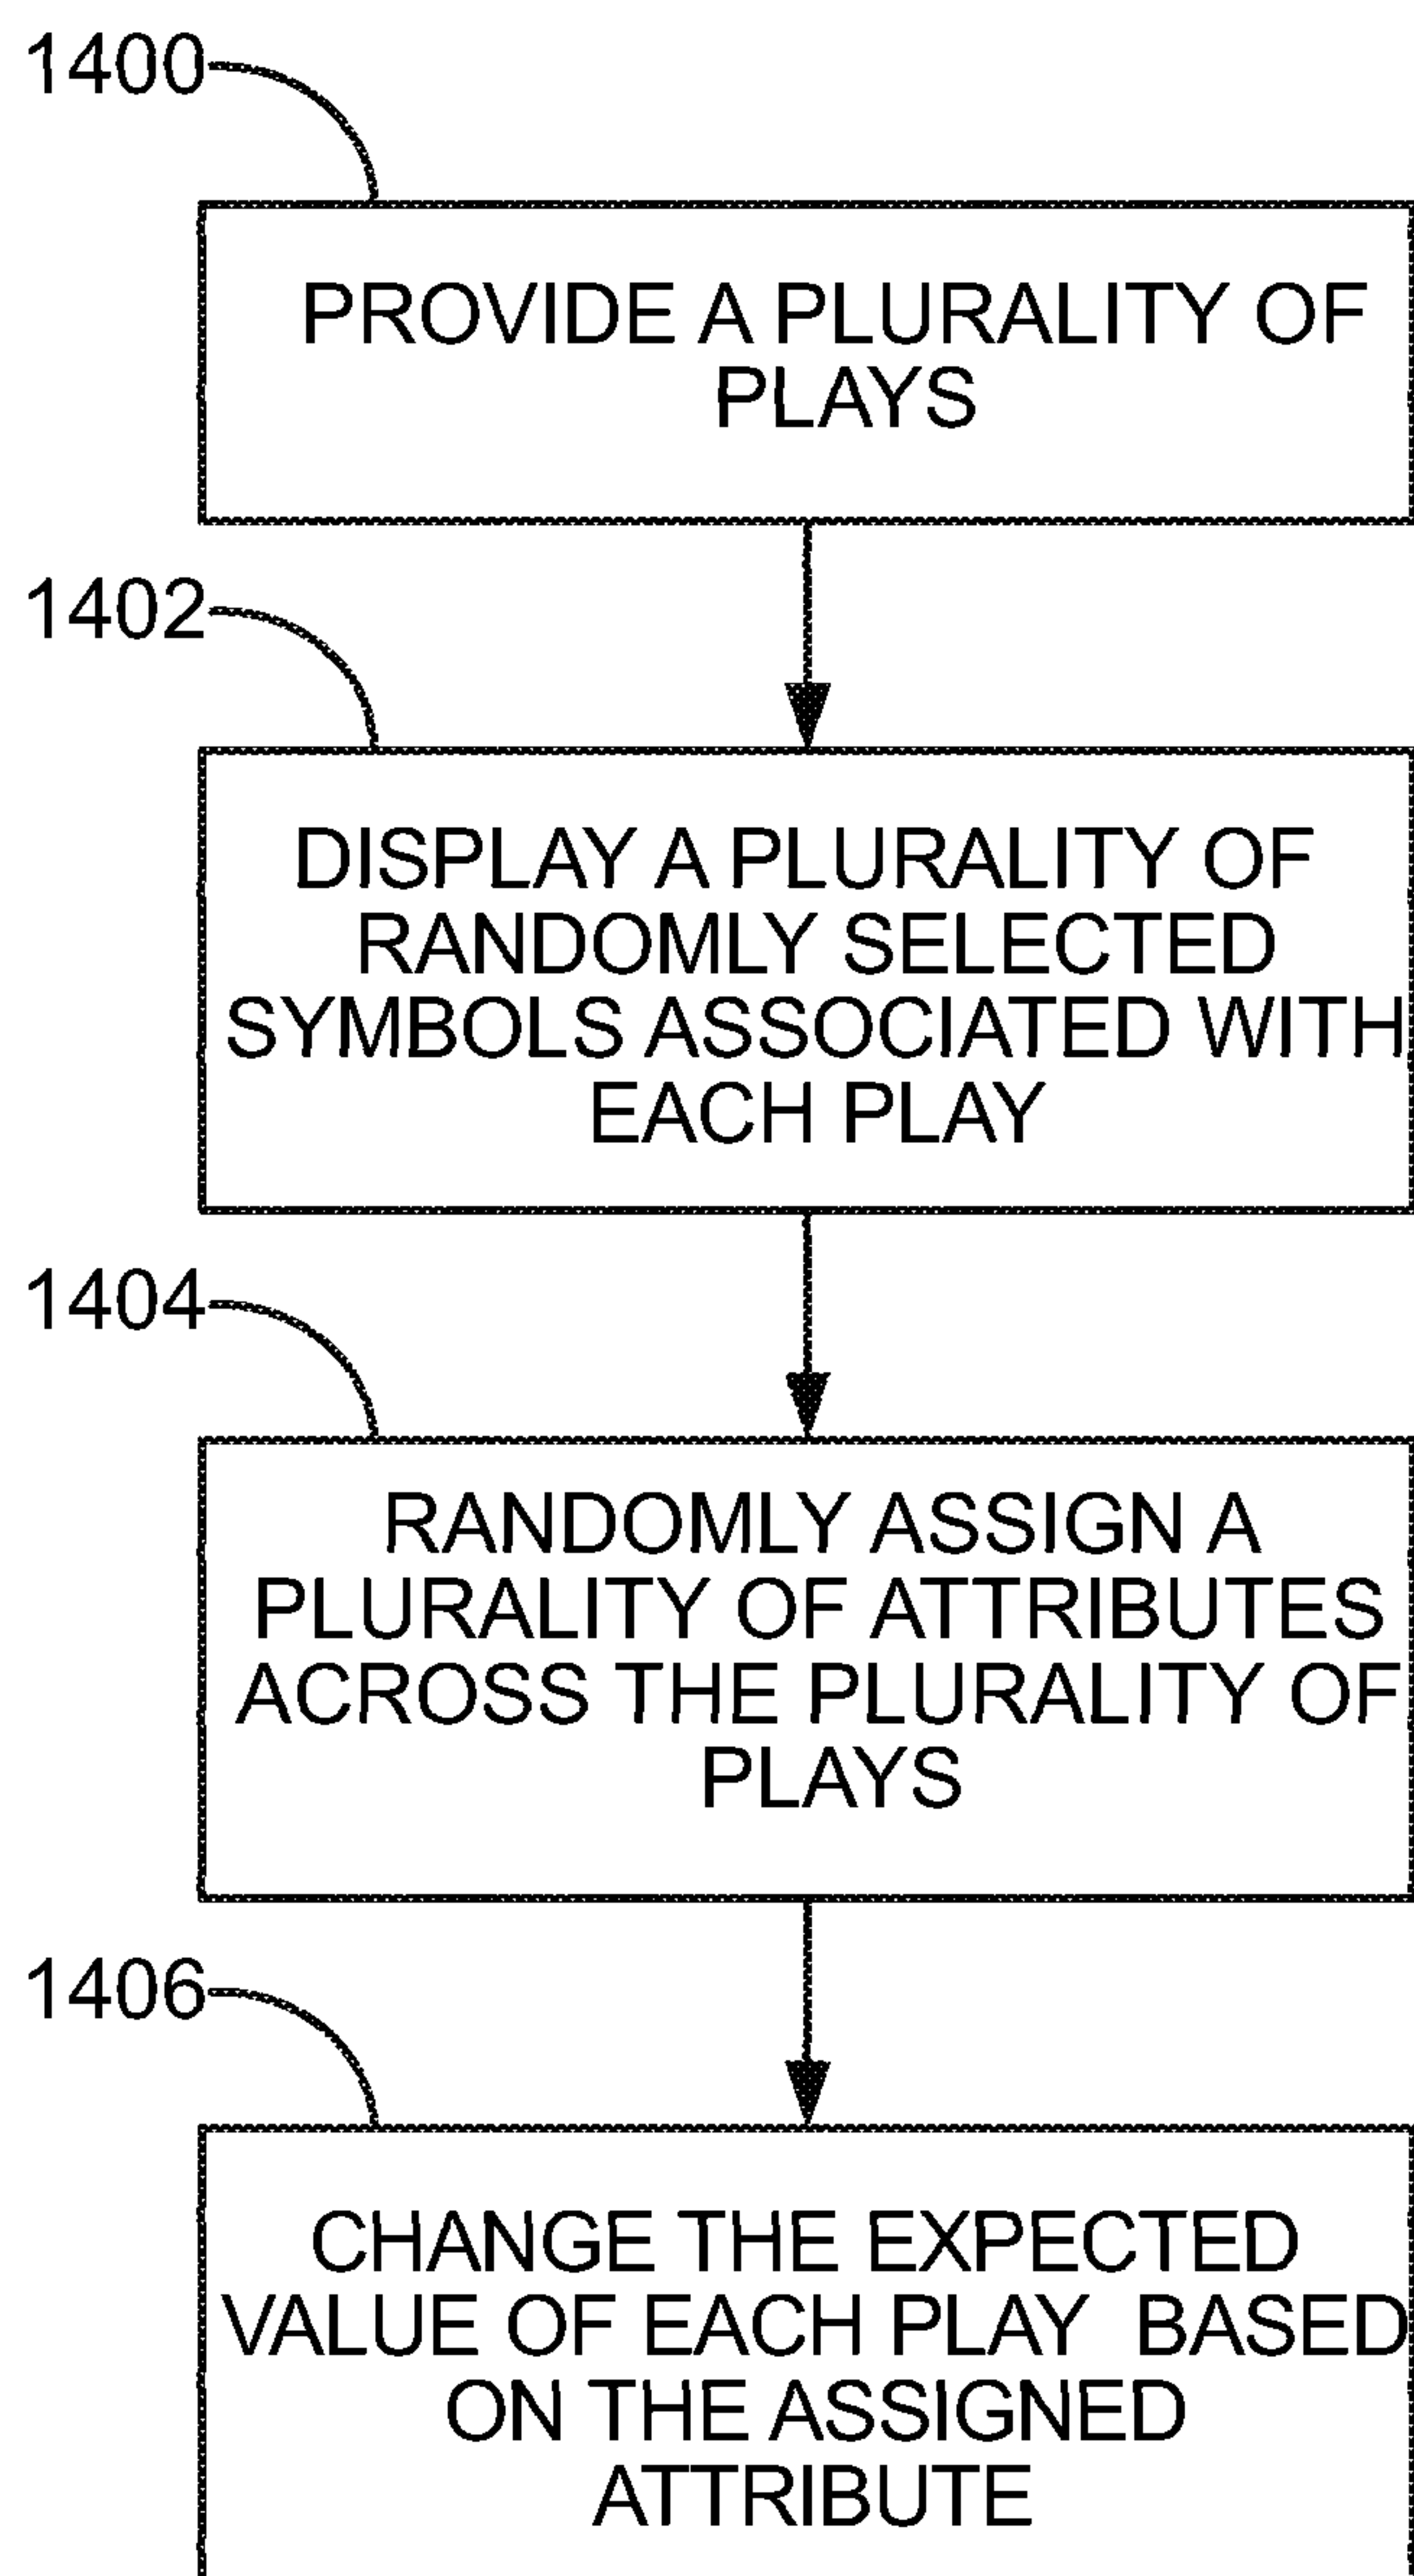 1400
PROVIDE A PLURALITY OF
PLAYS
1402
DISPLAY A PLURALITY OF
RANDOMLY SELECTED
SYMBOLS ASSOCIATED WITH
EACH PLAY
1404
RANDOMLY ASSIGN A
PLURALITY OF ATTRIBUTES
ACROSS THE PLURALITY OF
PLAYS
1406
CHANGE THE EXPECTED
VALUE OF EACH PLAY BASED
ON THE ASSIGNED
ATTRIBUTE